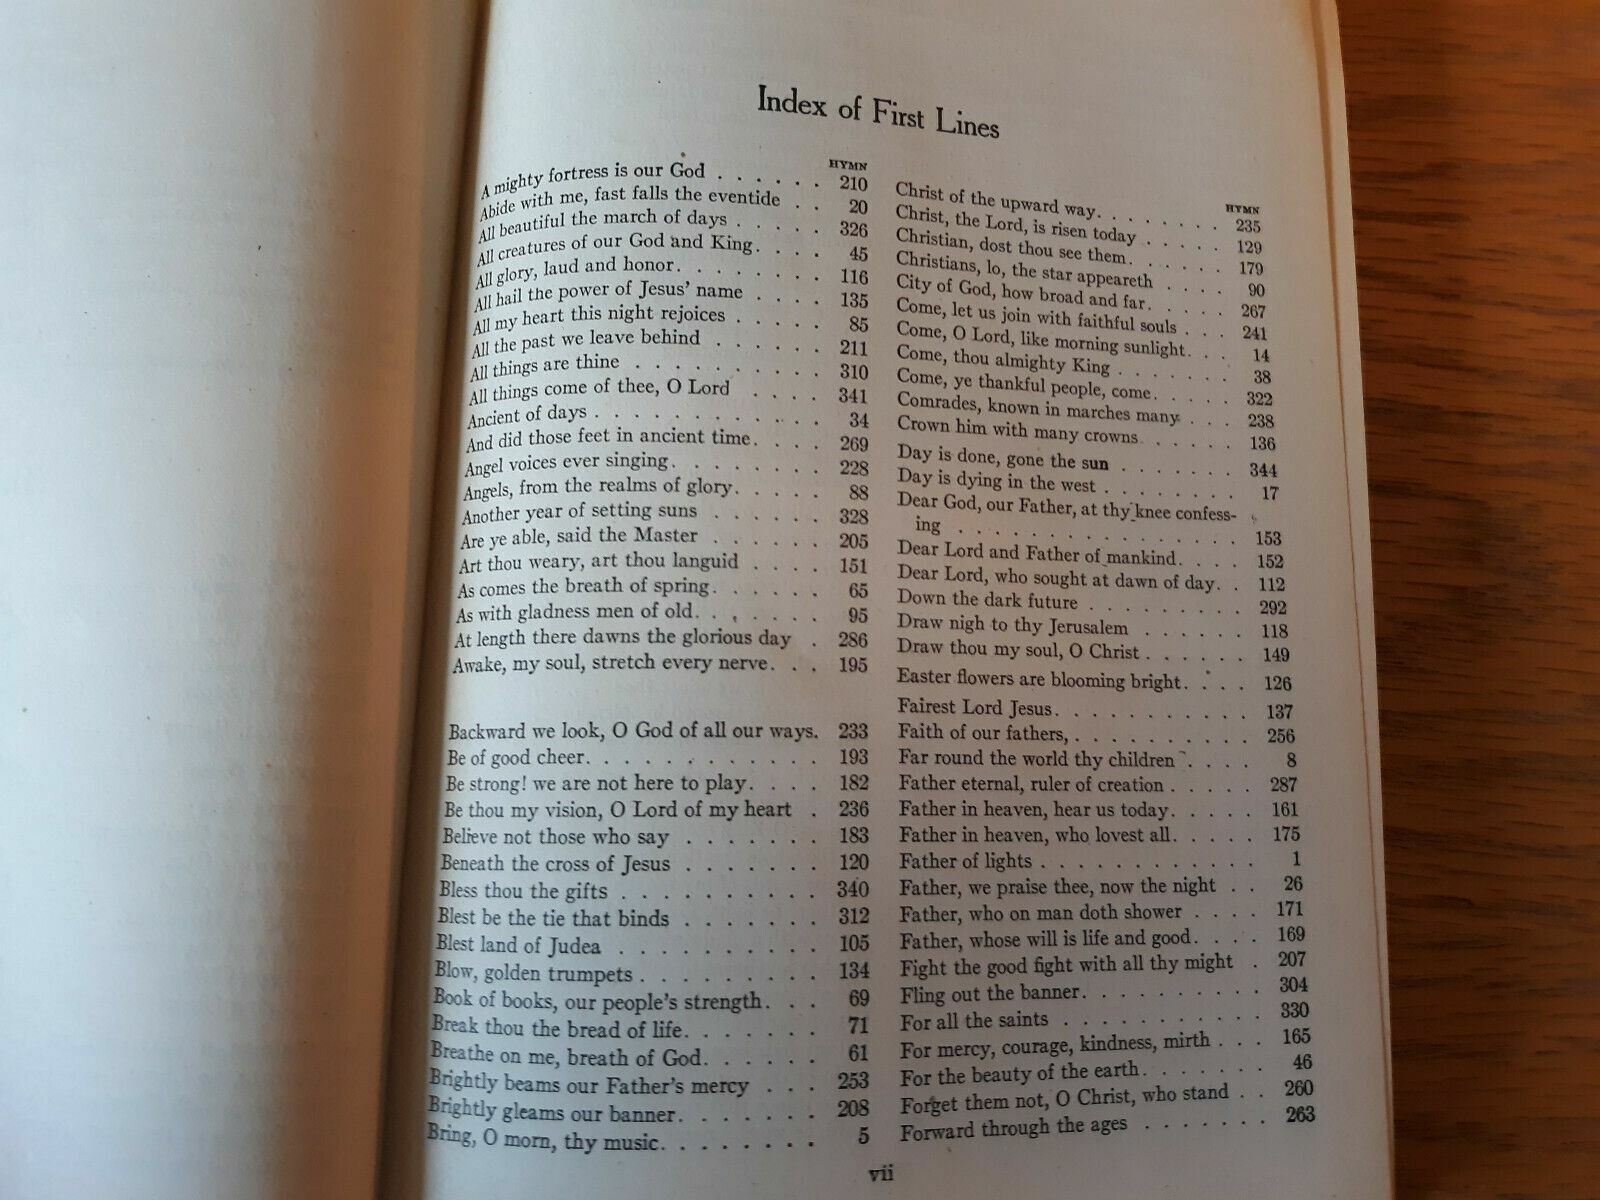 Index of First Lines
HYMN
A mighty fortress is our God . . . . . . 210
Abide with me, fast falls the eventide . . 20
All beautiful the march of days . . . . . 326
All creatures of our God and King. . . . 45
All glory, laud and honor. . . . . . . . 116
All hail the power of Jesus' name . . . . 135
All my heart this night rejoices . . . . . 85
All the past we leave behind . . . . . . 211
All things are thine . . . . . . . . . . 310
All things come of thee, O Lord . . . . 341
Ancient of days . . . . . . . . . . . 34
And did those feet in ancient time. . . . 269
Angel voices ever singing. . . . . . . . 228
Angels, from the realms of glory. . . . . 88
Another year of setting suns . . . . . . 328
Are ye able, said the Master . . . . . . 205
Art thou weary, art thou languid . . . . 151
As comes the breath of spring. . . . . . 65
As with gladness men of old. . . . . . . 95
At length there dawns the glorious day . 286
Awake, my soul, stretch every nerve. . . 195
Backward we look, O God of all our ways. 233
Be of good cheer. . . . . . . . . . . . 193
Be strong! we are not here to play. . . . 182
Be thou my vision, O Lord of my heart . 236
Believe not those who say . . . . . . . 183
Beneath the cross of Jesus . . . . . . . 120
Bless thou the gifts . . . . . . . . . . 340
Blest be the tie that binds . . . . . . . 312
Blest land of Judea . . . . . . . . . . 105
Blow, golden trumpets . . . . . . . . . 134
Book of books, our people's strength. . . 69
Break thou the bread of life. . . . . . . 71
Breathe on me, breath of God. . . . . . 61
Brightly beams our Father's mercy . . . 253
Brightly gleams our banner. . . . . . . 208
Bring, O morn, thy music. . . . . . . . 5
HYMN
Christ of the upward way. . . . . . . . 235
Christ, the Lord, is risen today . . . . . 129
Christian, dost thou see them. . . . . . 179
Christians, lo, the star appeareth . . . . 90
City of God, how broad and far. . . . . . 267
Come, let us join with faithful souls . . . 241
Come, O Lord, like morning sunlight. . . 14
Come, thou almighty King . . . . . . . 38
Come, ye thankful people, come. . . . . 322
Comrades, known in marches many . . . 238
Crown him with many crowns. . . . . . 136
Day is done, gone the sun . . . . . . . 344
Day is dying in the west . . . . . . . . 17
Dear God, our Father, at thy knee confess-
ing . . . . . . . . . . . . . . . 153
Dear Lord and Father of mankind. . . . 152
Dear Lord, who sought at dawn of day. . 112
Down the dark future . . . . . . . . . 292
Draw nigh to thy Jerusalem . . . . . . 118
Draw thou my soul, O Christ . . . . . . 149
Easter flowers are blooming bright. . . . 126
Fairest Lord Jesus. . . . . . . . . . . 137
Faith of our fathers, . . . . . . . . . . 256
Far round the world thy children . . . . 8
Father eternal, ruler of creation . . . . . 287
Father in heaven, hear us today. . . . . 161
Father in heaven, who lovest all. . . . . 175
Father of lights . . . . . . . . . . . . 1
Father, we praise thee, now the night . . 26
Father, who on man doth shower . . . . 171
Father, whose will is life and good. . . . 169
Fight the good fight with all thy might . 207
Fling out the banner. . . . . . . . . . 304
For all the saints . . . . . . . . . . . 330
For mercy, courage, kindness, mirth . . . 165
For the beauty of the earth. . . . . . . 46
Forget them not, O Christ, who stand . . 260
Forward through the ages . . . . . . . 263
vii